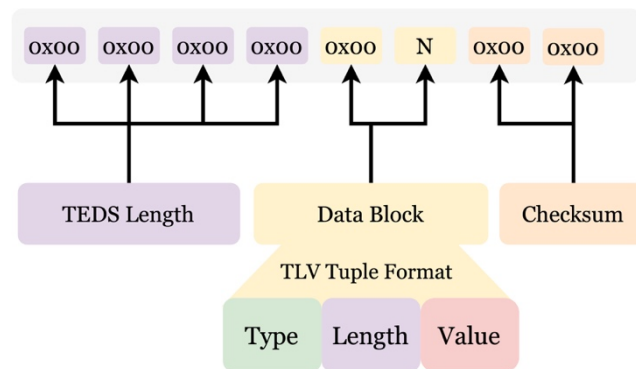 0x00 0x00 0x00 0x00 0x00 N 0x00 0x00
TEDS Length Data Block Checksum
TLV Tuple Format
Type Length Value